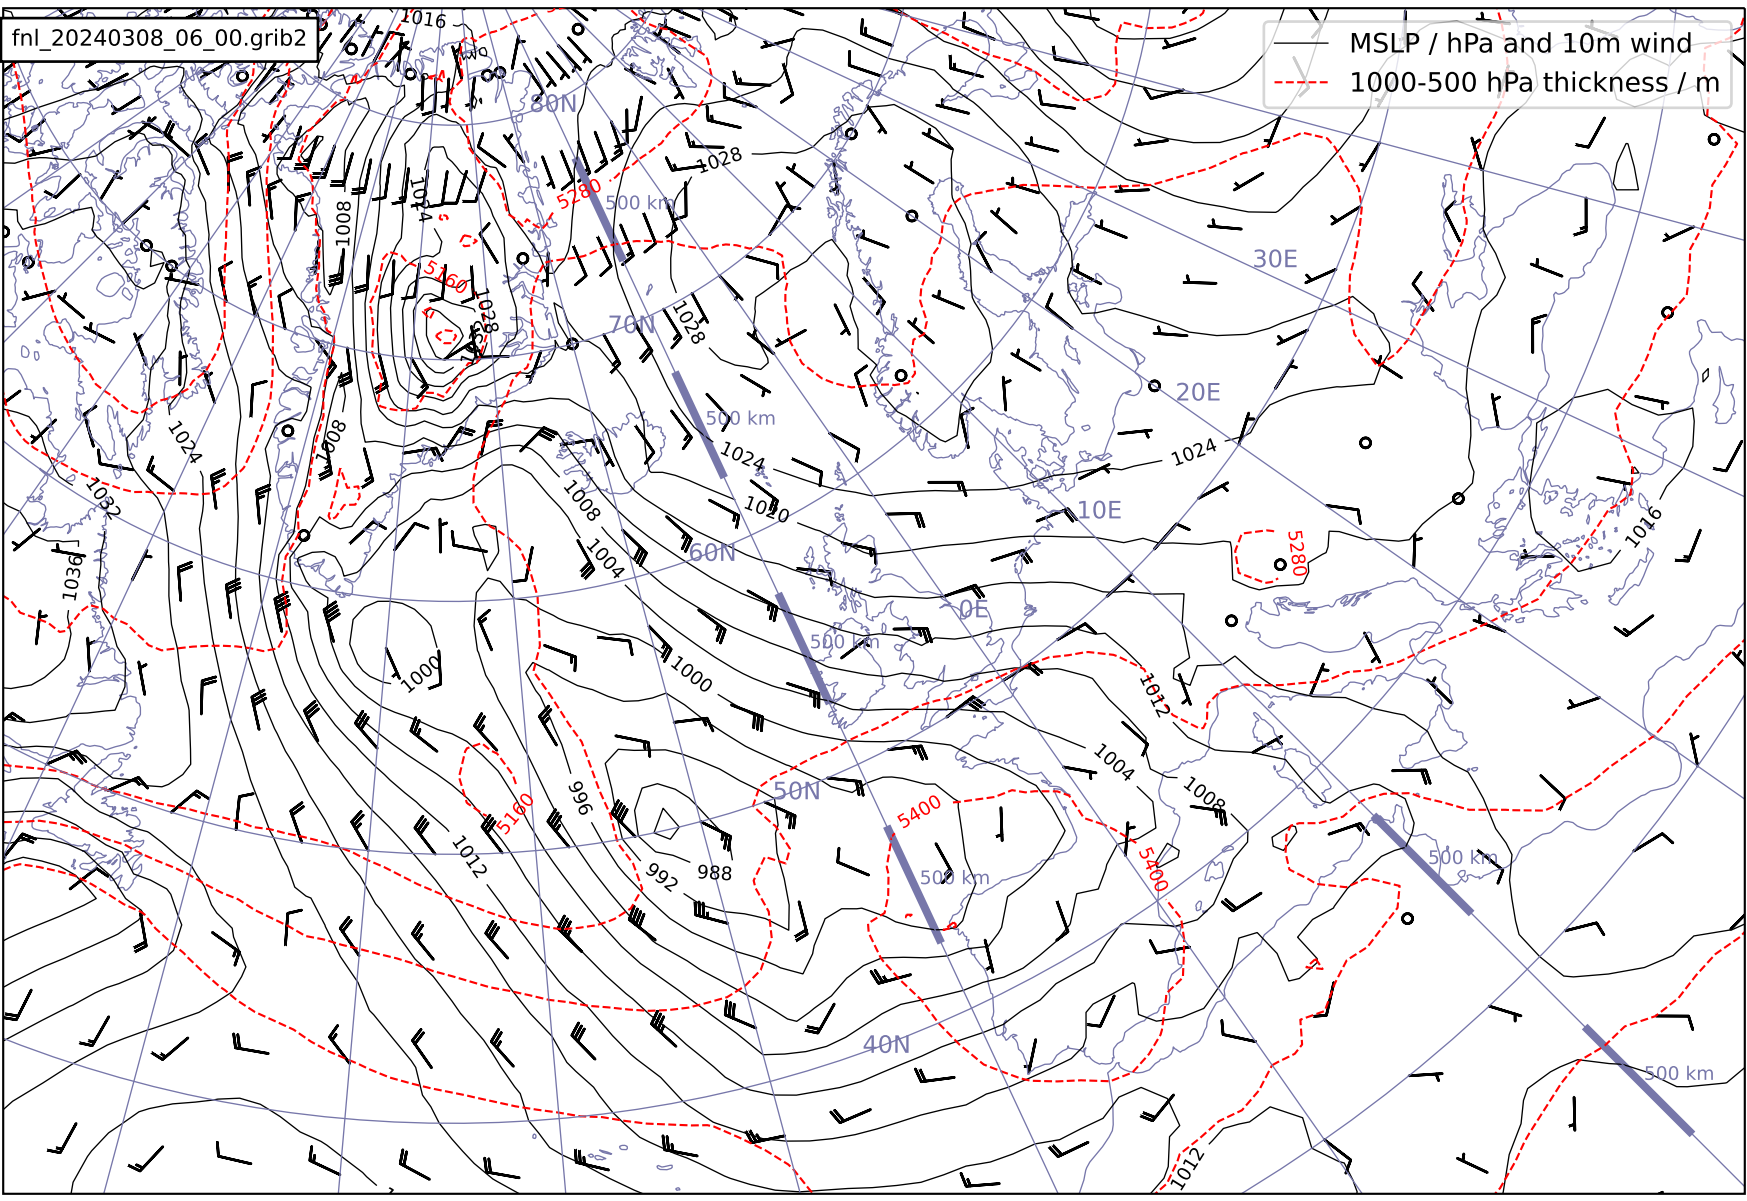 1016
fnl_20240308_06_00.grib2
MSLP / hPa and 10m wind
1000-500 hPa thickness / m
80N
1028
5280
500 km
1024
1008
30E
5160
1028
70N
1028
20E
500 km
1008
1024
1024
1024
1032
1008
1020
10E
1016
5280
60N
1004
1036
0E
500 km
1000
1000
1012
1004
50N
996
1008
5160
5400
1012
5400
500 km
992
988
500 km
40N
500 km
1012